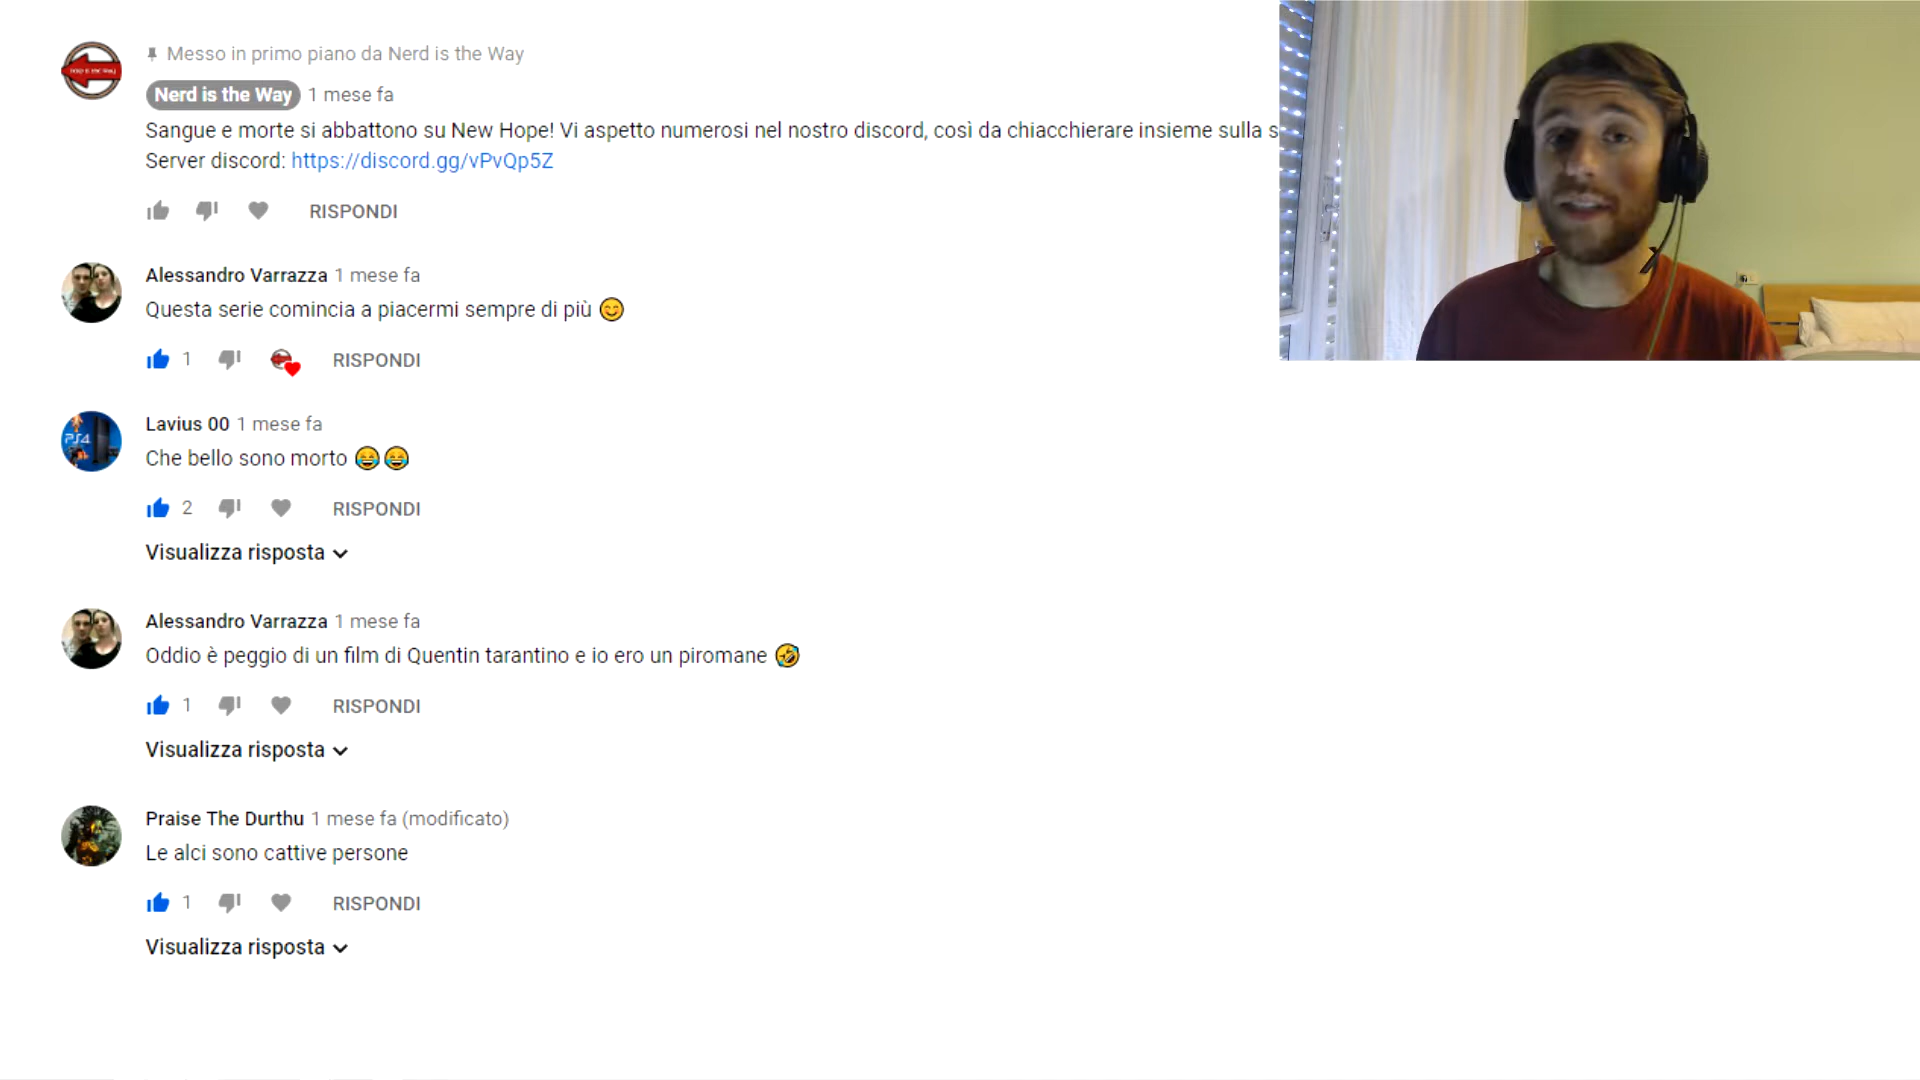 Messo in primo piano da Nerd is the Way
Nerd is the Way 1 mese fa
Sangue e morte si abbattono su New Hope! Vi aspetto numerosi nel nostro discord, così da chiacchierare insieme sulla s
Server discord: https://discord.gg/vPvQp5Z
RISPONDI
Alessandro Varrazza 1 mese fa
Questa serie comincia a piacermi sempre di più 😊
1 RISPONDI
Lavius 00 1 mese fa
PS4
Che bello sono morto 😂😂
2 RISPONDI
Visualizza risposta
Alessandro Varrazza 1 mese fa
Oddio è peggio di un film di Quentin tarantino e io ero un piromane 🤣
1 RISPONDI
Visualizza risposta
Praise The Durthu 1 mese fa (modificato)
Le alci sono cattive persone
1 RISPONDI
Visualizza risposta